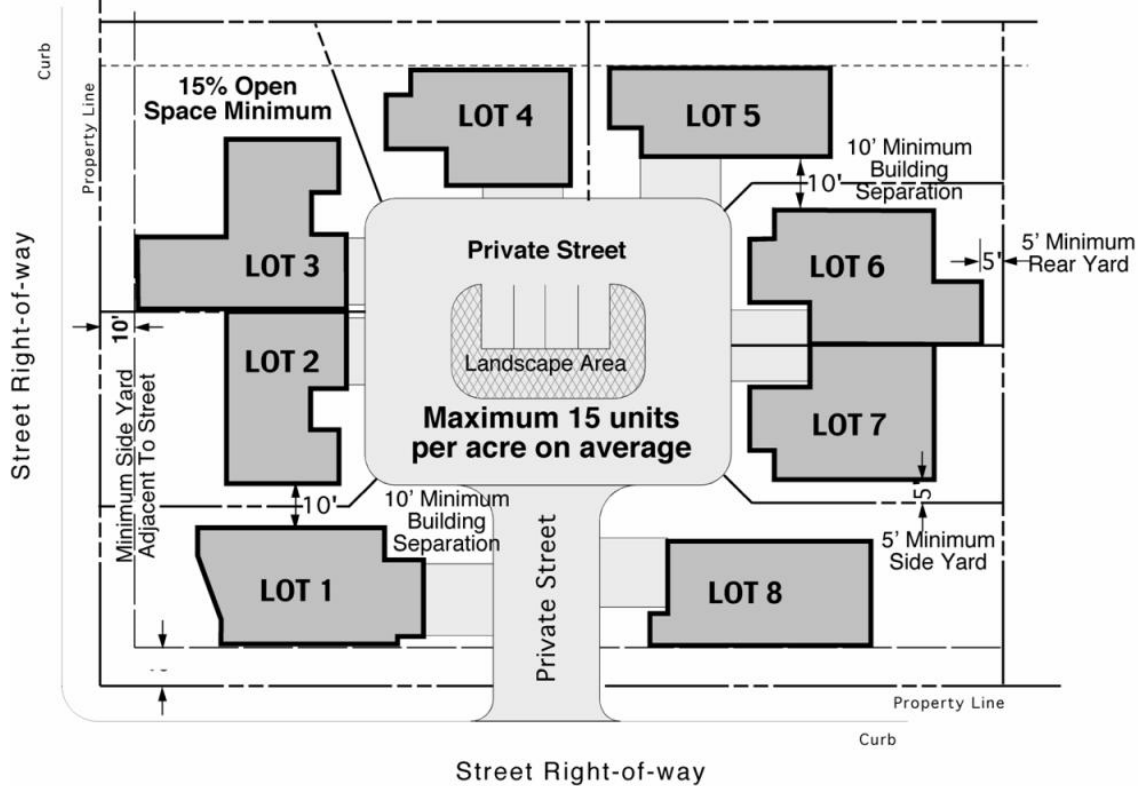 Curb
Property Line
15% Open
Space Minimum
LOT 4
LOT 5
10' Minimum
Building
Separation
10'
LOT 3
Private Street
LOT 6
5'
5' Minimum
Rear Yard
Street Right-of-way
10'
Minimum Side Yard
Adjacent To Street
LOT 2
Landscape Area
Maximum 15 units
per acre on average
LOT 7
5'
5' Minimum
Side Yard
10'
10' Minimum
Building
Separation
LOT 1
Private Street
LOT 8
Property Line
Curb
Street Right-of-way